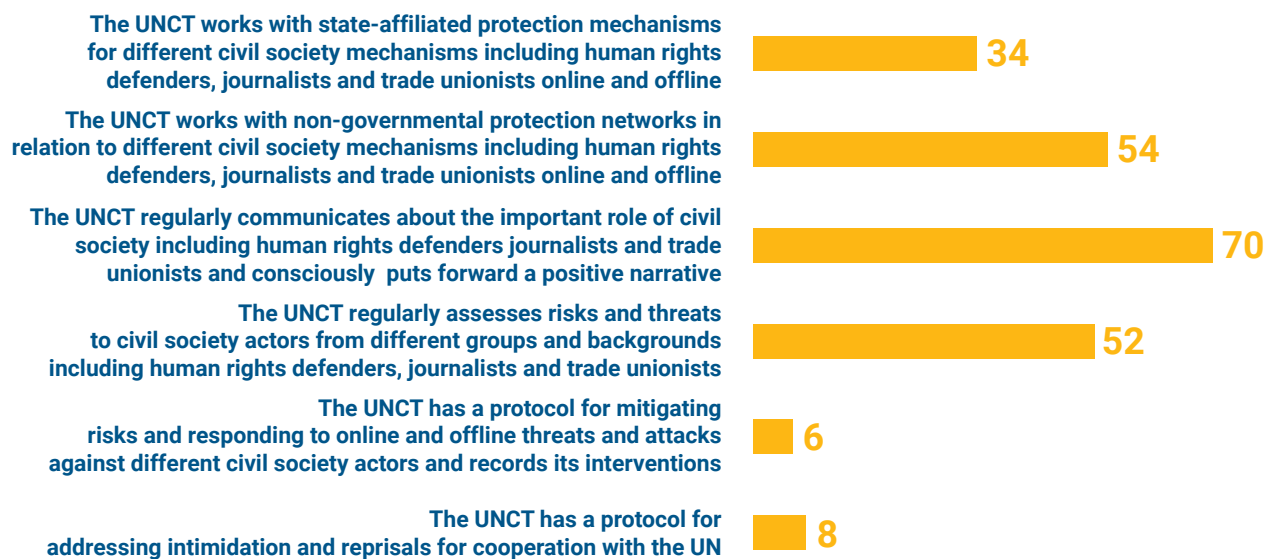 The UNCT works with state-affiliated protection mechanisms
for different civil society mechanisms including human rights
defenders, journalists and trade unionists online and offline
34
The UNCT works with non-governmental protection networks in
relation to different civil society mechanisms including human rights
defenders, journalists and trade unionists online and offline
54
The UNCT regularly communicates about the important role of civil
society including human rights defenders journalists and trade
unionists and consciously puts forward a positive narrative
70
The UNCT regularly assesses risks and threats
to civil society actors from different groups and backgrounds
including human rights defenders, journalists and trade unionists
52
The UNCT has a protocol for mitigating
risks and responding to online and offline threats and attacks
against different civil society actors and records its interventions
6
The UNCT has a protocol for
addressing intimidation and reprisals for cooperation with the UN
8